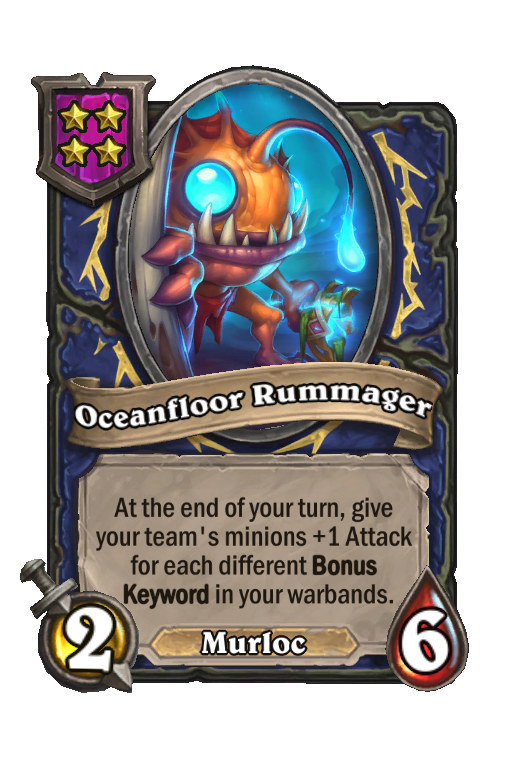 Oceanfloor Rummager
At the end of your turn, give
your team's minions +1 Attack
for each different Bonus
Keyword in your warbands.
2
Murloc
6